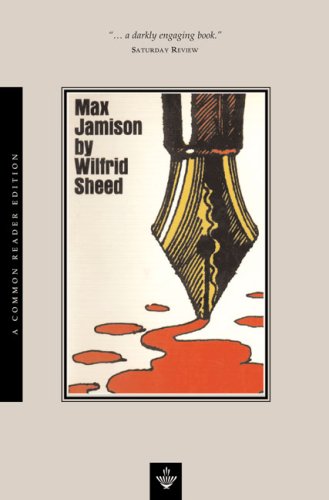 “… a darkly engaging book.”
SATURDAY REVIEW
Max
Jamison
by
Wilfrid
Sheed
A COMMON READER EDITION